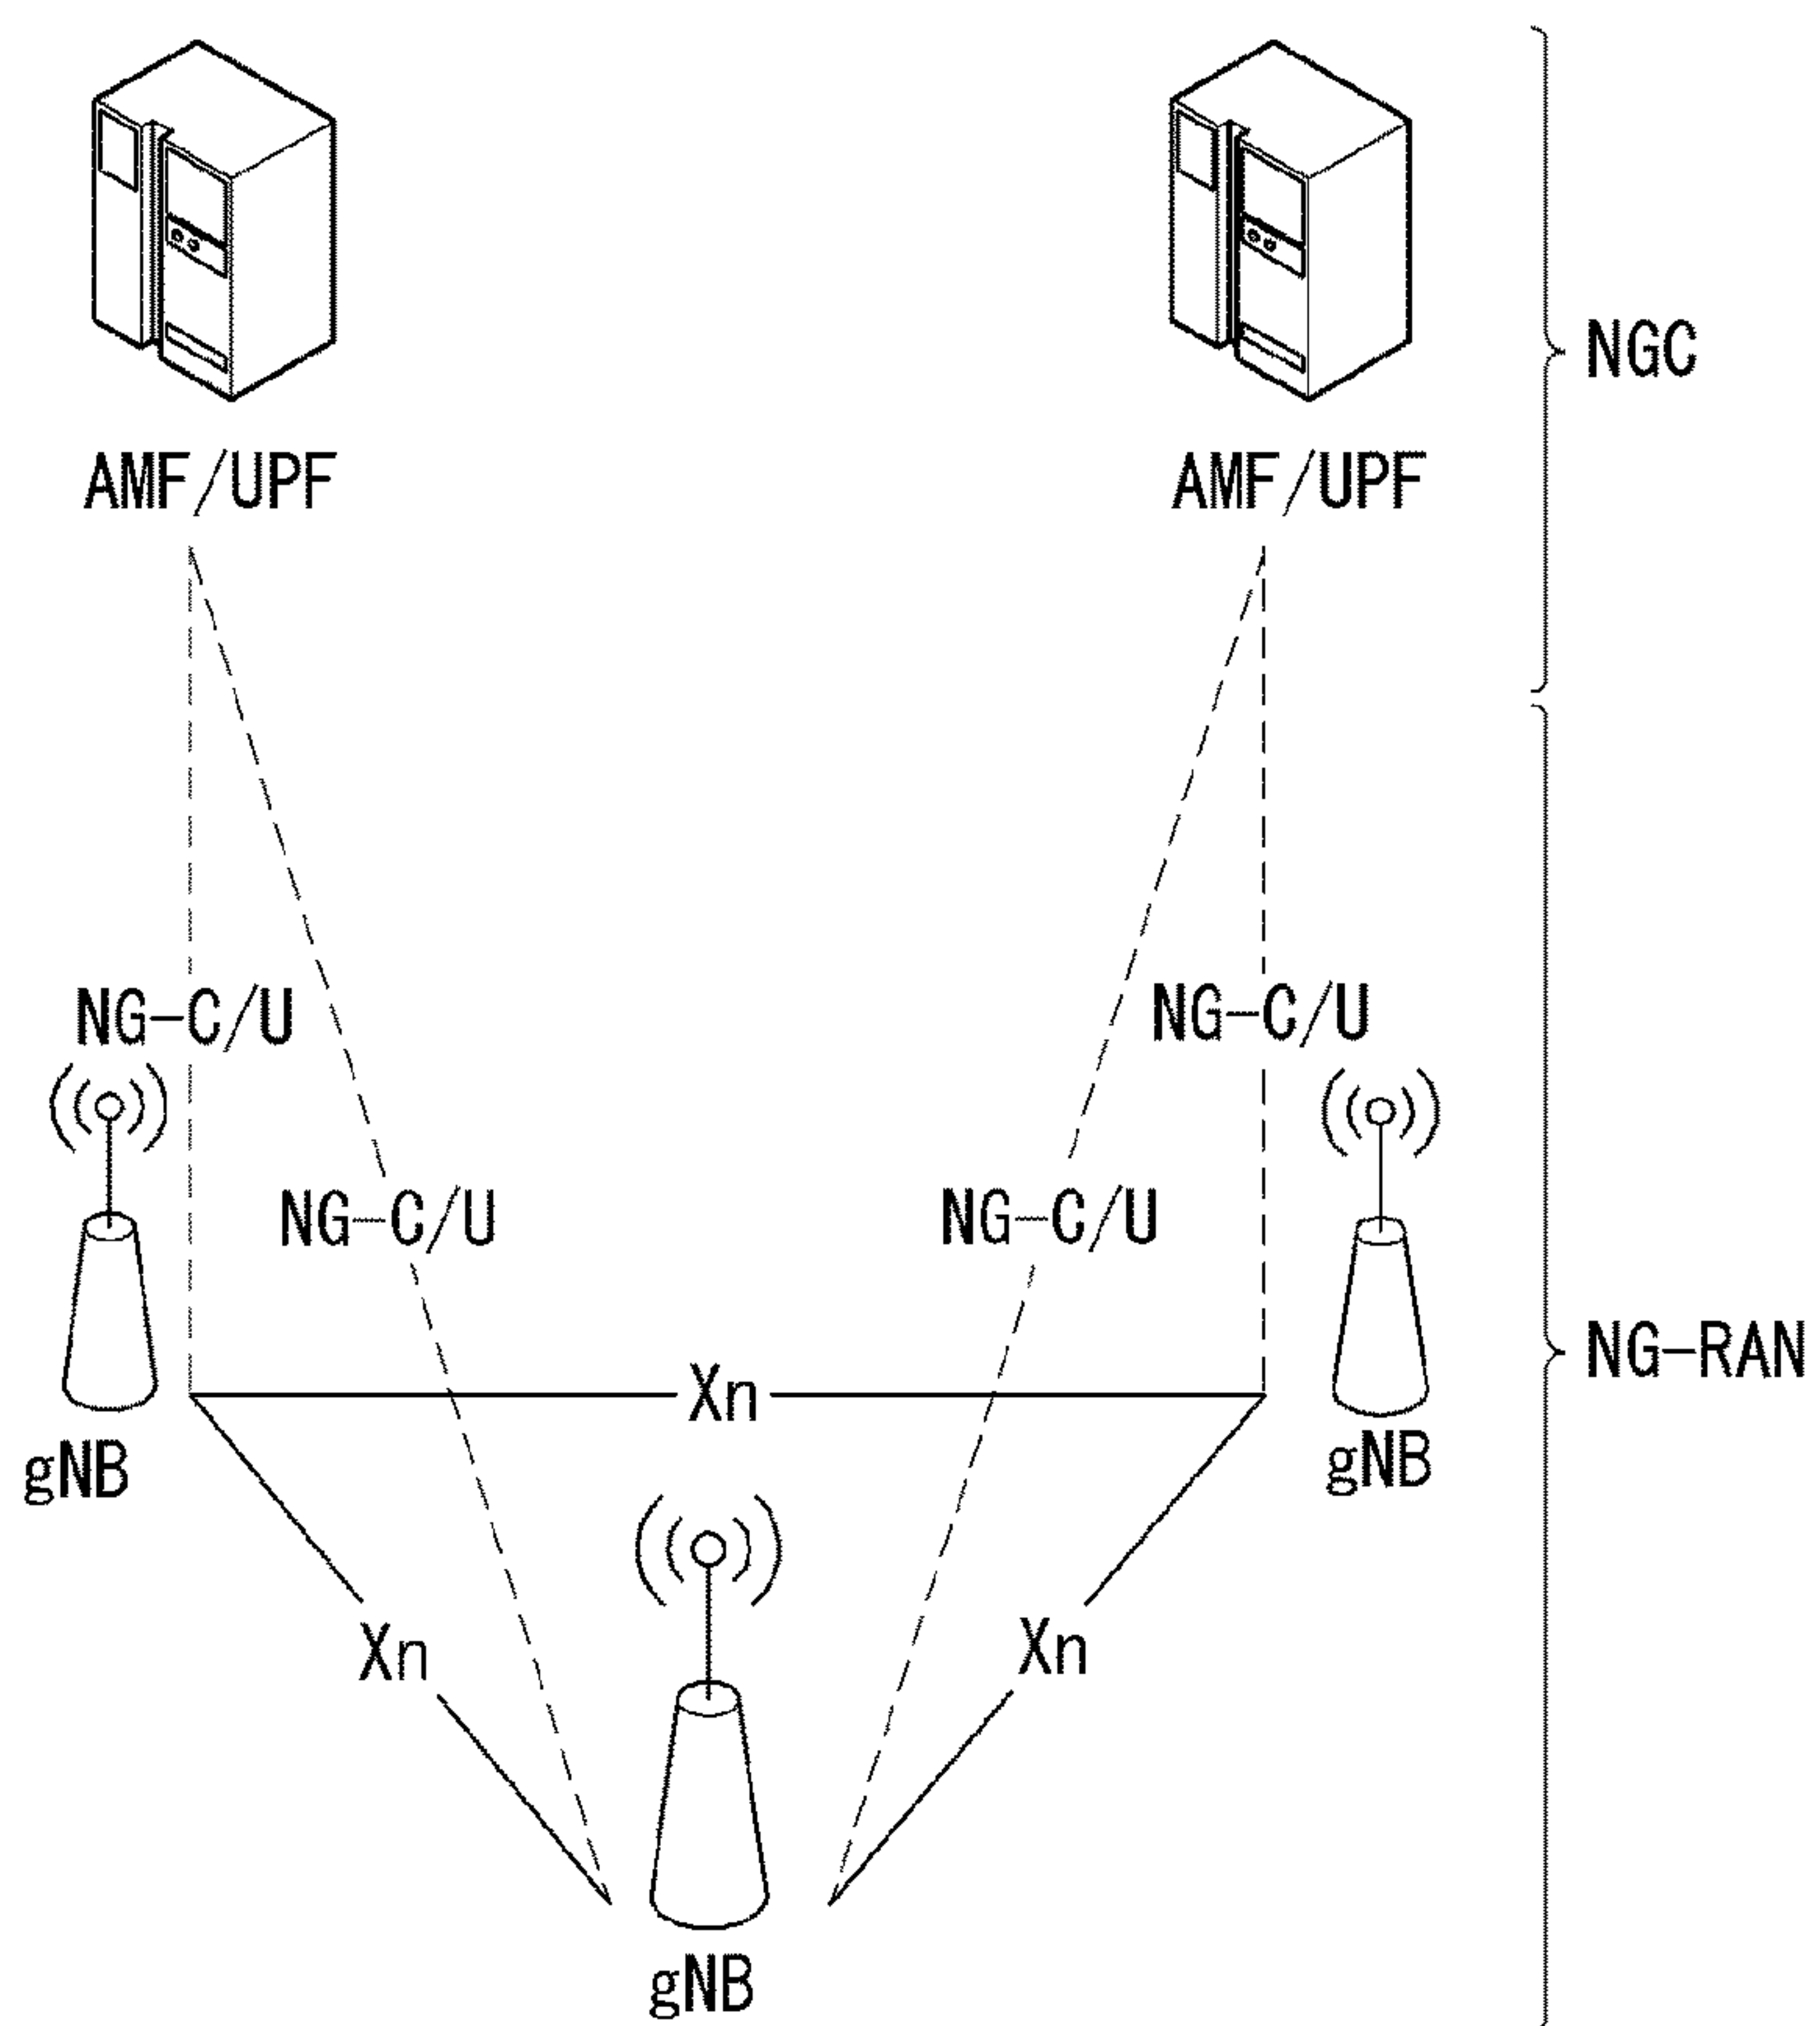 NGC
AMF/UPF
AMF/UPF
NG-C/U
NG-C/U
NG-C/U
NG-C/U
NG-RAN
Xn
gNB
gNB
Xn
Xn
gNB